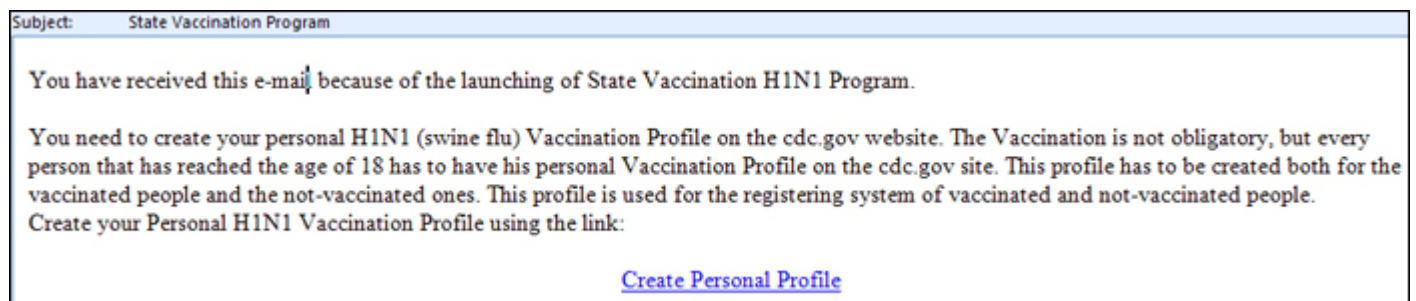 Subject: State Vaccination Program
You have received this e-mail because of the launching of State Vaccination H1N1 Program.
You need to create your personal H1N1 (swine flu) Vaccination Profile on the cdc.gov website. The Vaccination is not obligatory, but every
person that has reached the age of 18 has to have his personal Vaccination Profile on the cdc.gov site. This profile has to be created both for the
vaccinated people and the not-vaccinated ones. This profile is used for the registering system of vaccinated and not-vaccinated people.
Create your Personal H1N1 Vaccination Profile using the link:
Create Personal Profile